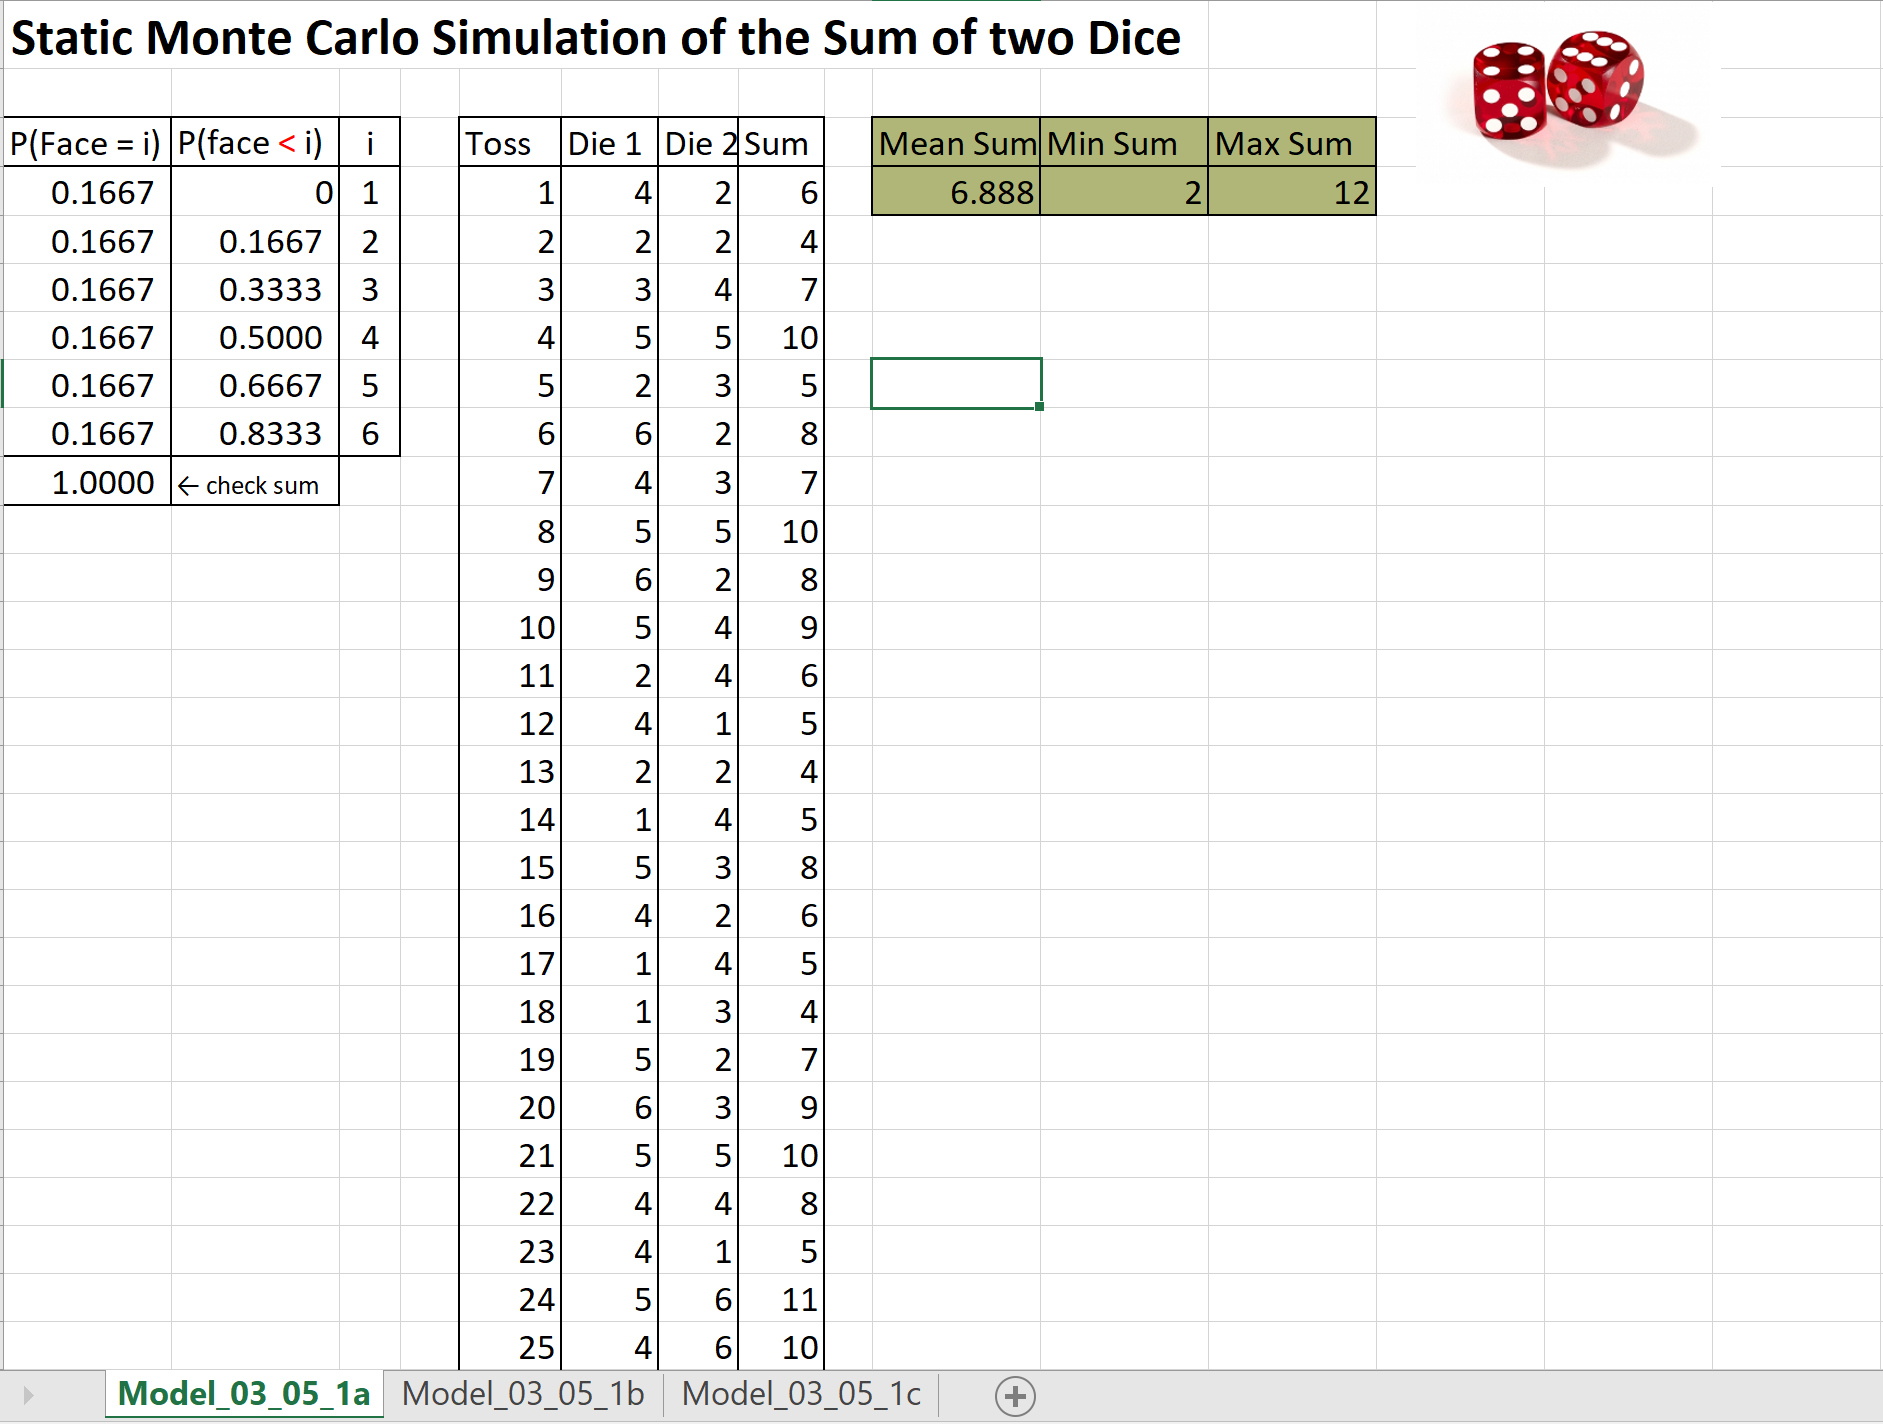 Static Monte Carlo Simulation of the Sum of two Dice
P(Face = i) P(face < i) i Toss Die 1 Die 2 Sum Mean Sum Min Sum Max Sum
0.1667 0 1 1 4 2 6 6.888 2 12
0.1667 0.1667 2 2 2 2 4
0.1667 0.3333 3 3 3 4 7
0.1667 0.5000 4 4 5 5 10
0.1667 0.6667 5 5 2 3 5
0.1667 0.8333 6 6 6 2 8
1.0000 ← check sum 7 4 3 7
8 5 5 10
9 6 2 8
10 5 4 9
11 2 4 6
12 4 1 5
13 2 2 4
14 1 4 5
15 5 3 8
16 4 2 6
17 1 4 5
18 1 3 4
19 5 2 7
20 6 3 9
21 5 5 10
22 4 4 8
23 4 1 5
24 5 6 11
25 4 6 10
Model_03_05_1a Model_03_05_1b Model_03_05_1c